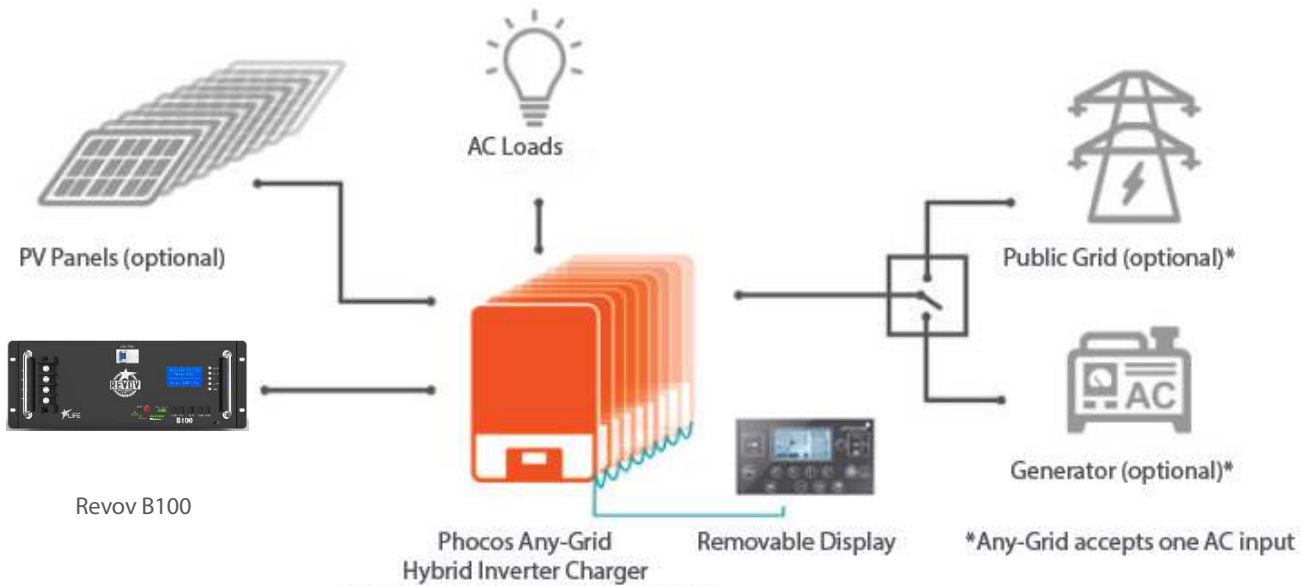 AC Loads
PV Panels (optional)
Public Grid (optional)*
REVOV
LiFE
B100
AC
Revov B100
Generator (optional)*
Phocos Any-Grid
Hybrid Inverter Charger
Removable Display
*Any-Grid accepts one AC input